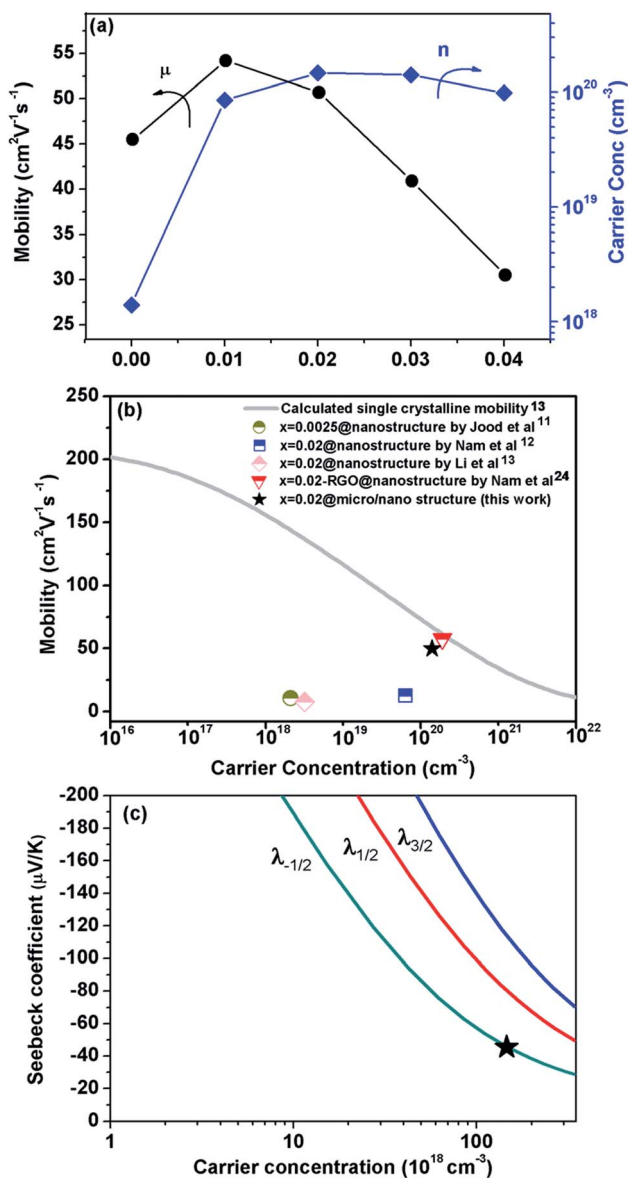 (a)
μ
n
Mobility (cm²V⁻¹s⁻¹)
55
50
45
40
35
30
25
10²⁰
10¹⁹
10¹⁸
Carrier Conc (cm⁻³)
0.00 0.01 0.02 0.03 0.04
(b)
Calculated single crystalline mobility 13
x=0.0025@nanostructure by Jood et al 11
x=0.02@nanostructure by Nam et al 12
x=0.02@nanostructure by Li et al 13
x=0.02-RGO@nanostructure by Nam et al 24
x=0.02@micro/nano structure (this work)
Mobility (cm²V⁻¹s⁻¹)
250
200
150
100
50
0
10¹⁶ 10¹⁷ 10¹⁸ 10¹⁹ 10²⁰ 10²¹ 10²²
Carrier Concentration (cm⁻³)
(c)
λ₋₁/₂
λ₁/₂
λ₃/₂
Seebeck coefficient (μV/K)
-200
-180
-160
-140
-120
-100
-80
-60
-40
-20
0
1 10 100
Carrier concentration (10¹⁸ cm⁻³)